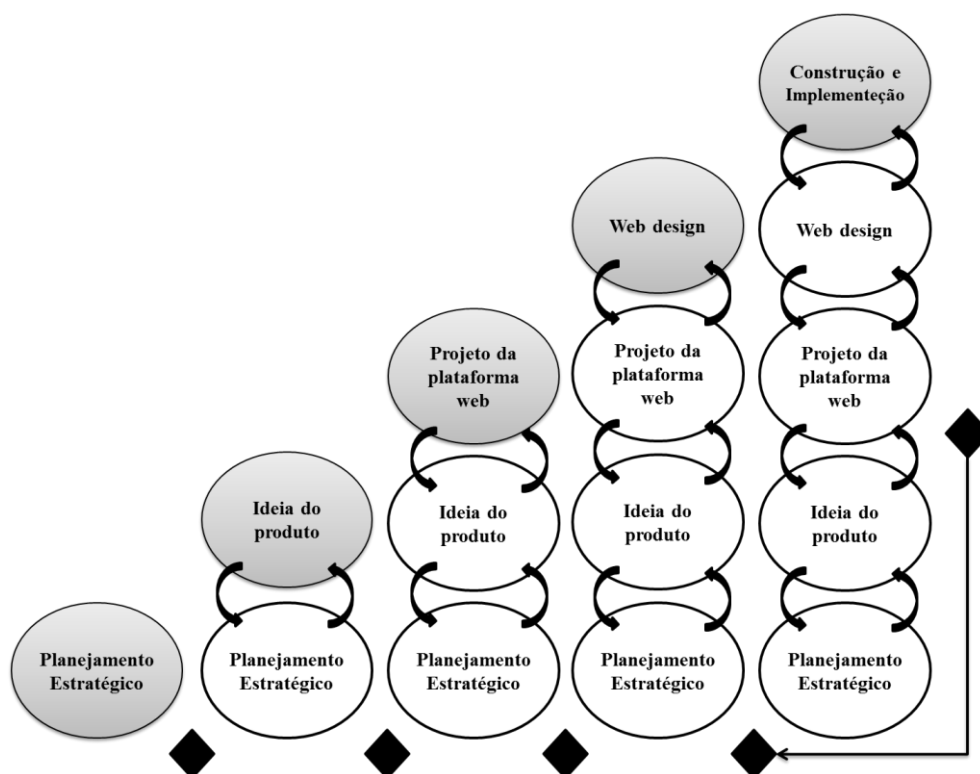 Construção e
Implementeção
Web design
Web design
Projeto da
plataforma
web
Projeto da
plataforma
web
Projeto da
plataforma
web
Ideia do
produto
Ideia do
produto
Ideia do
produto
Ideia do
produto
Planejamento
Estratégico
Planejamento
Estratégico
Planejamento
Estratégico
Planejamento
Estratégico
Planejamento
Estratégico